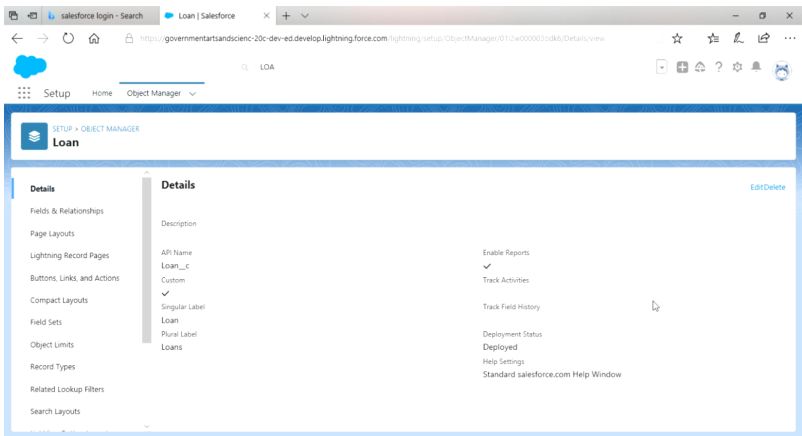 salesforce login - Search
Loan | Salesforce
https://governmentartsandscienc-20c-dev-ed.develop.lightning.force.com/lightning/setup/ObjectManager/
/Details/view
LOA
Setup
Home
Object Manager
SETUP > OBJECT MANAGER
Loan
Details
Fields & Relationships
Page Layouts
Lightning Record Pages
Buttons, Links, and Actions
Compact Layouts
Field Sets
Object Limits
Record Types
Related Lookup Filters
Search Layouts
Details
Edit Delete
Description
API Name
Loan__c
Custom
Singular Label
Loan
Plural Label
Loans
Enable Reports
Track Activities
Track Field History
Deployment Status
Deployed
Help Settings
Standard salesforce.com Help Window